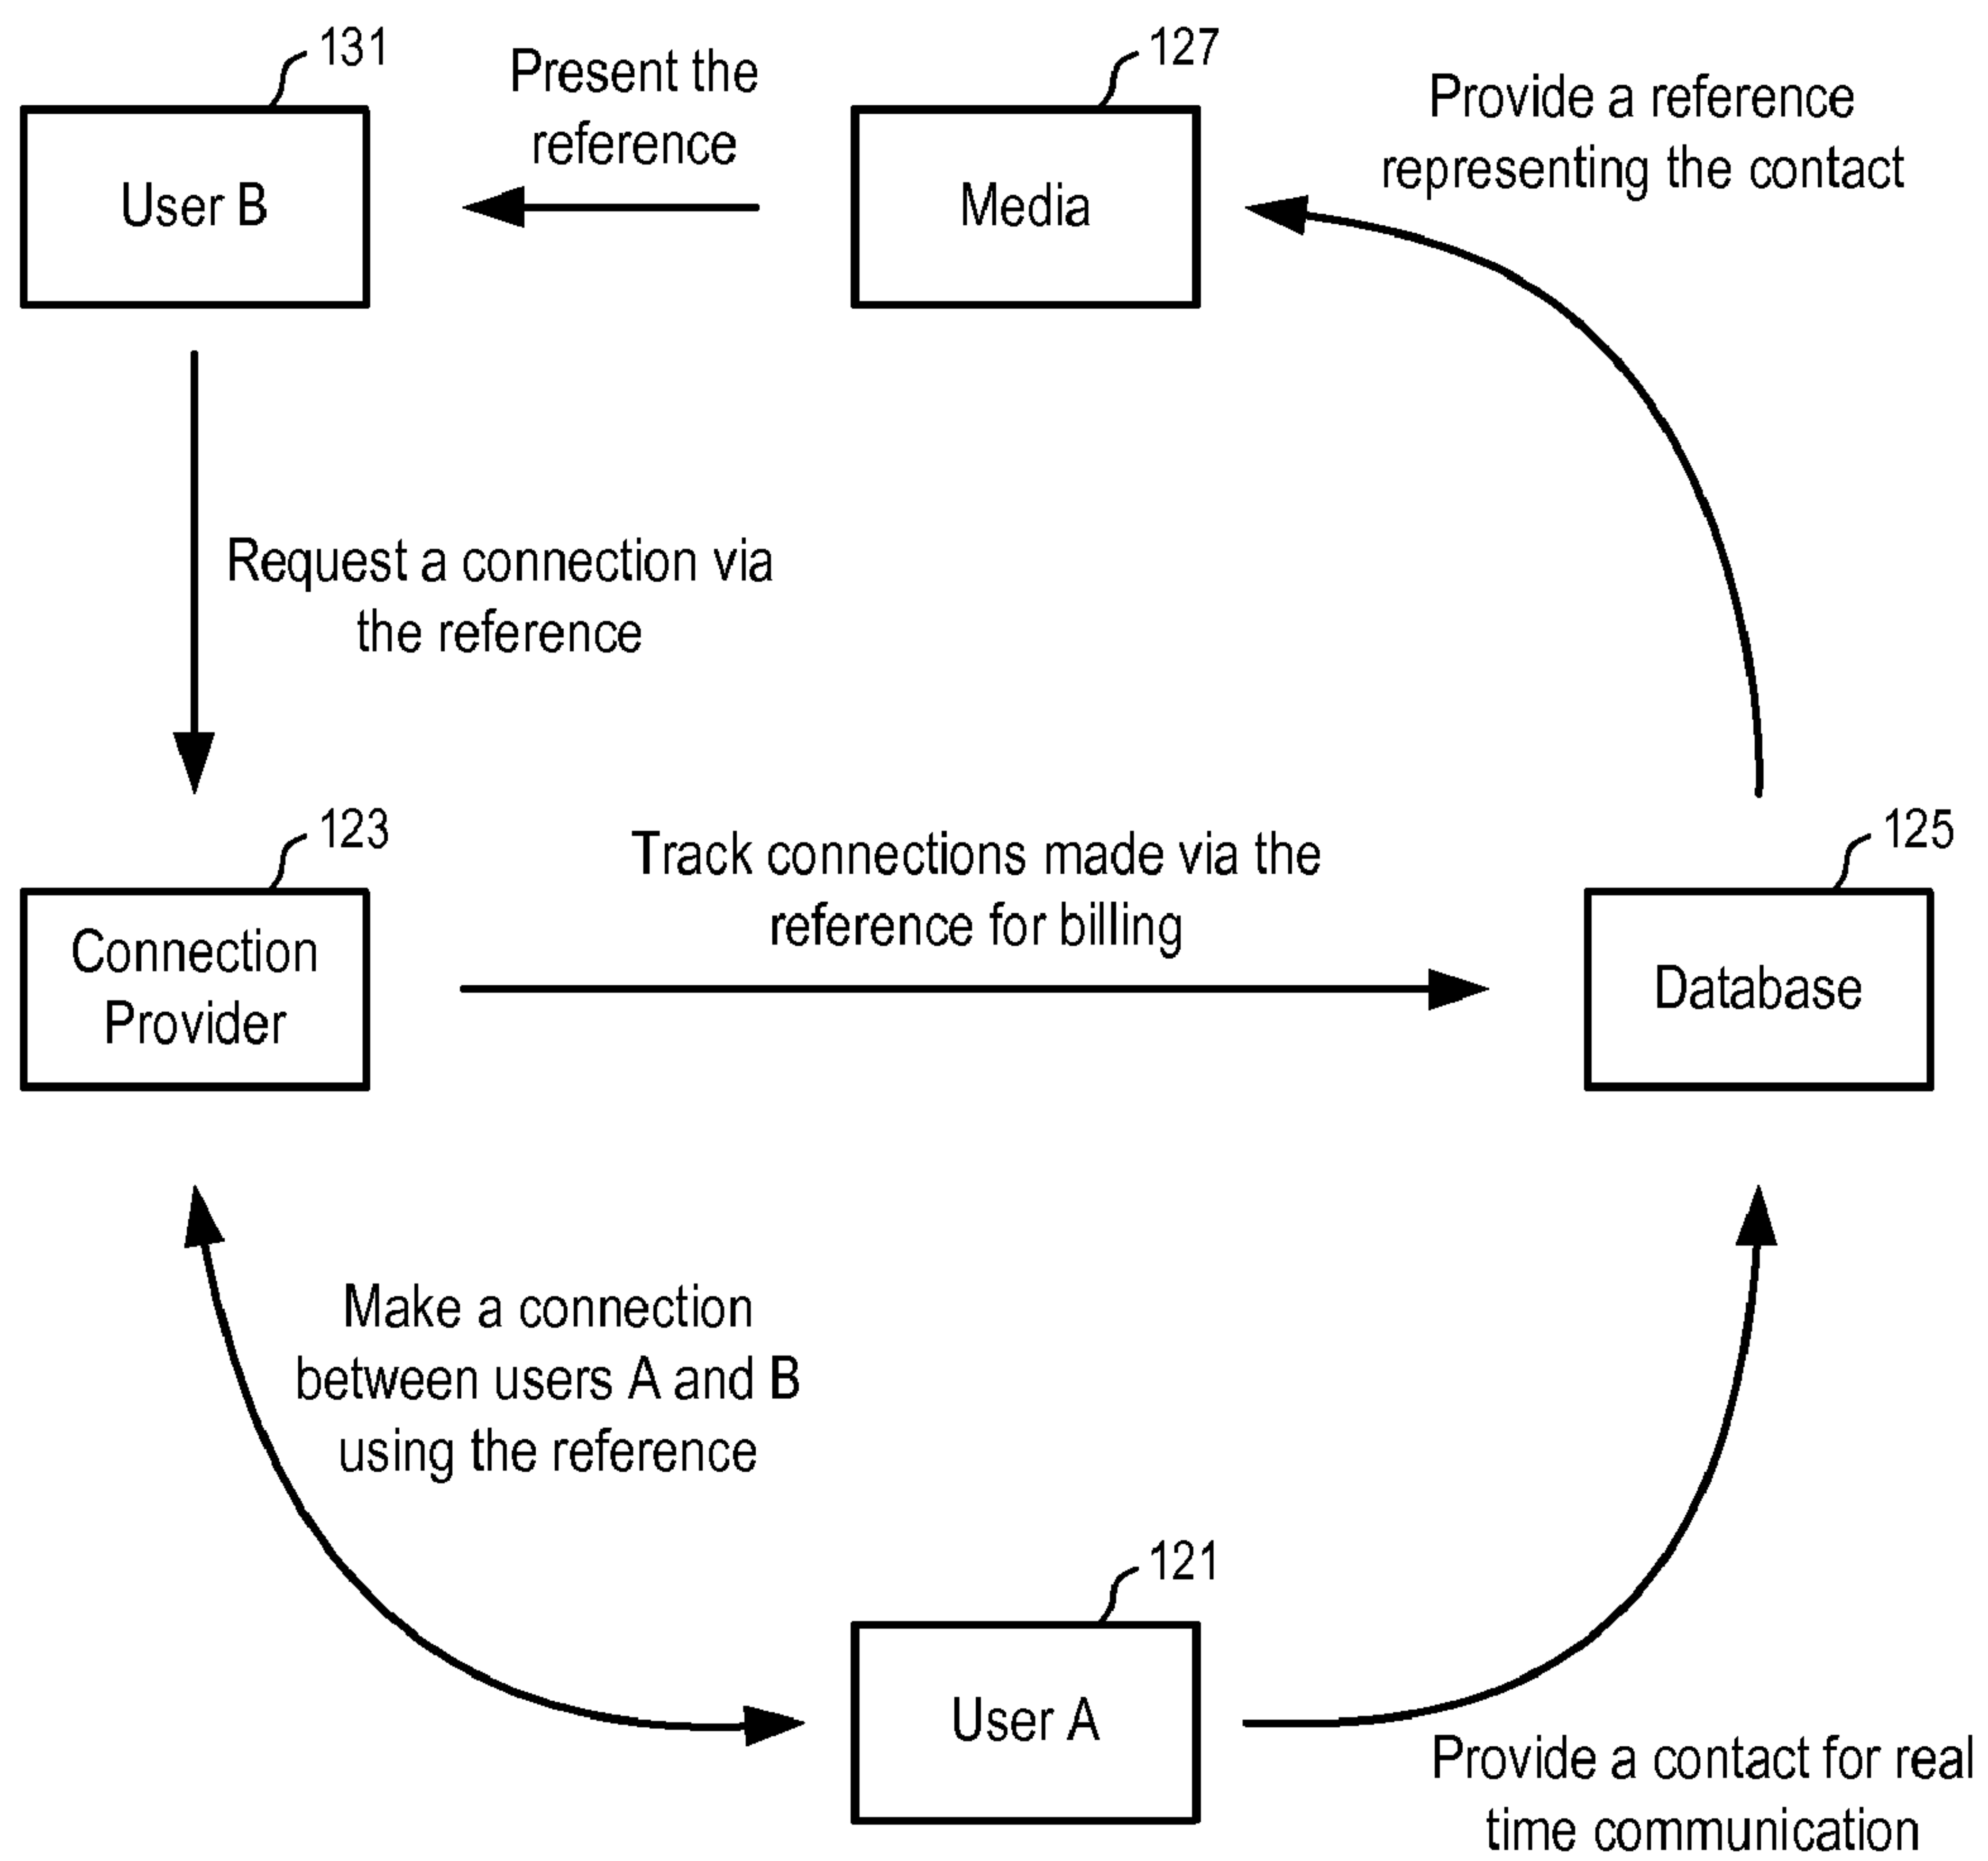 131
Present the
reference
127
Provide a reference
representing the contact
User B
Media
Request a connection via
the reference
123
Track connections made via the
reference for billing
125
Connection
Provider
Database
Make a connection
between users A and B
using the reference
121
User A
Provide a contact for real
time communication